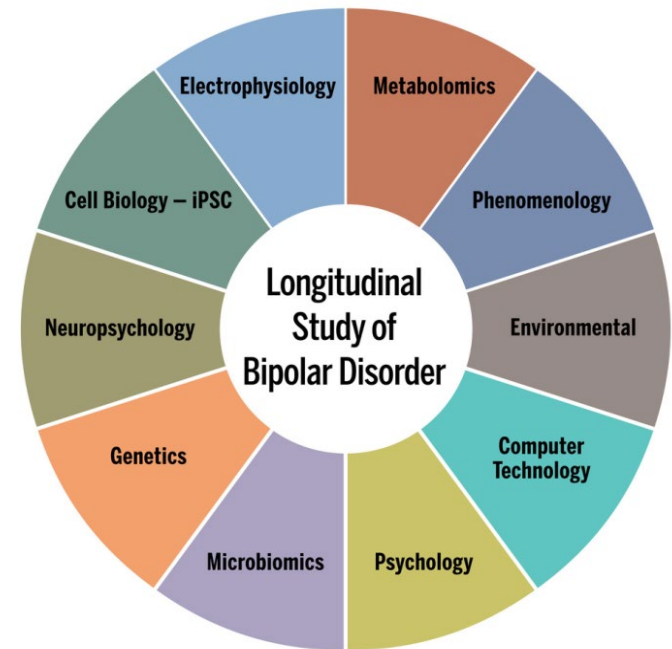 Electrophysiology
Metabolomics
Cell Biology – iPSC
Phenomenology
Longitudinal
Study of
Bipolar Disorder
Neuropsychology
Environmental
Genetics
Computer
Technology
Microbiomics
Psychology